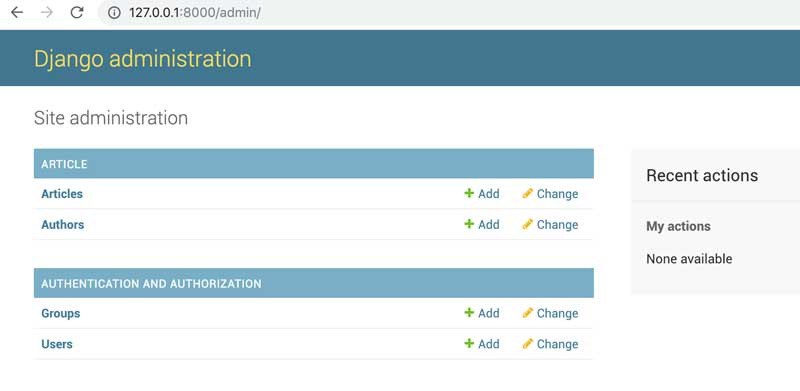 127.0.0.1:8000/admin/
Django administration
Site administration
ARTICLE
Articles Add Change
Authors Add Change
AUTHENTICATION AND AUTHORIZATION
Groups Add Change
Users Add Change
Recent actions
My actions
None available